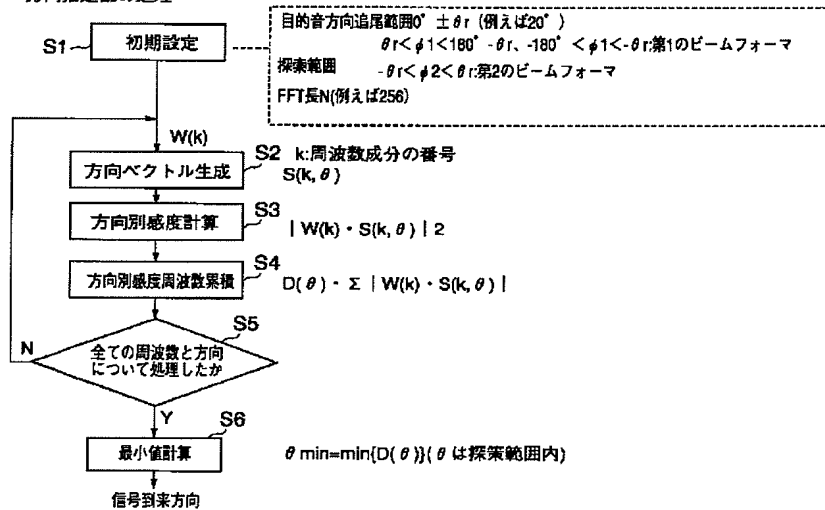 S1
初期設定
目的音方向追尾範囲0° ±θr (例えば20° )
θr<φ1<180° -θr、-180° <φ1<-θr:第1のビームフォーマ
探索範囲
-θr<φ2<θr:第2のビームフォーマ
FFT長N(例えば256)
W(k)
S2 k:周波数成分の番号
方向ベクトル生成
S(k, θ)
S3
方向別感度計算
| W(k)・S(k, θ) | 2
S4
方向別感度周波数累積
D(θ)・Σ | W(k)・S(k, θ) |
S5
N
全ての周波数と方向
について処理したか
Y
S6
最小値計算
θ min=min{D(θ)}(θは探索範囲内)
信号到来方向